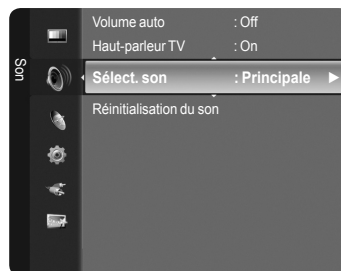 Son
Volume auto : Off
Haut-parleur TV : On
Sélect. son : Principale
Réinitialisation du son